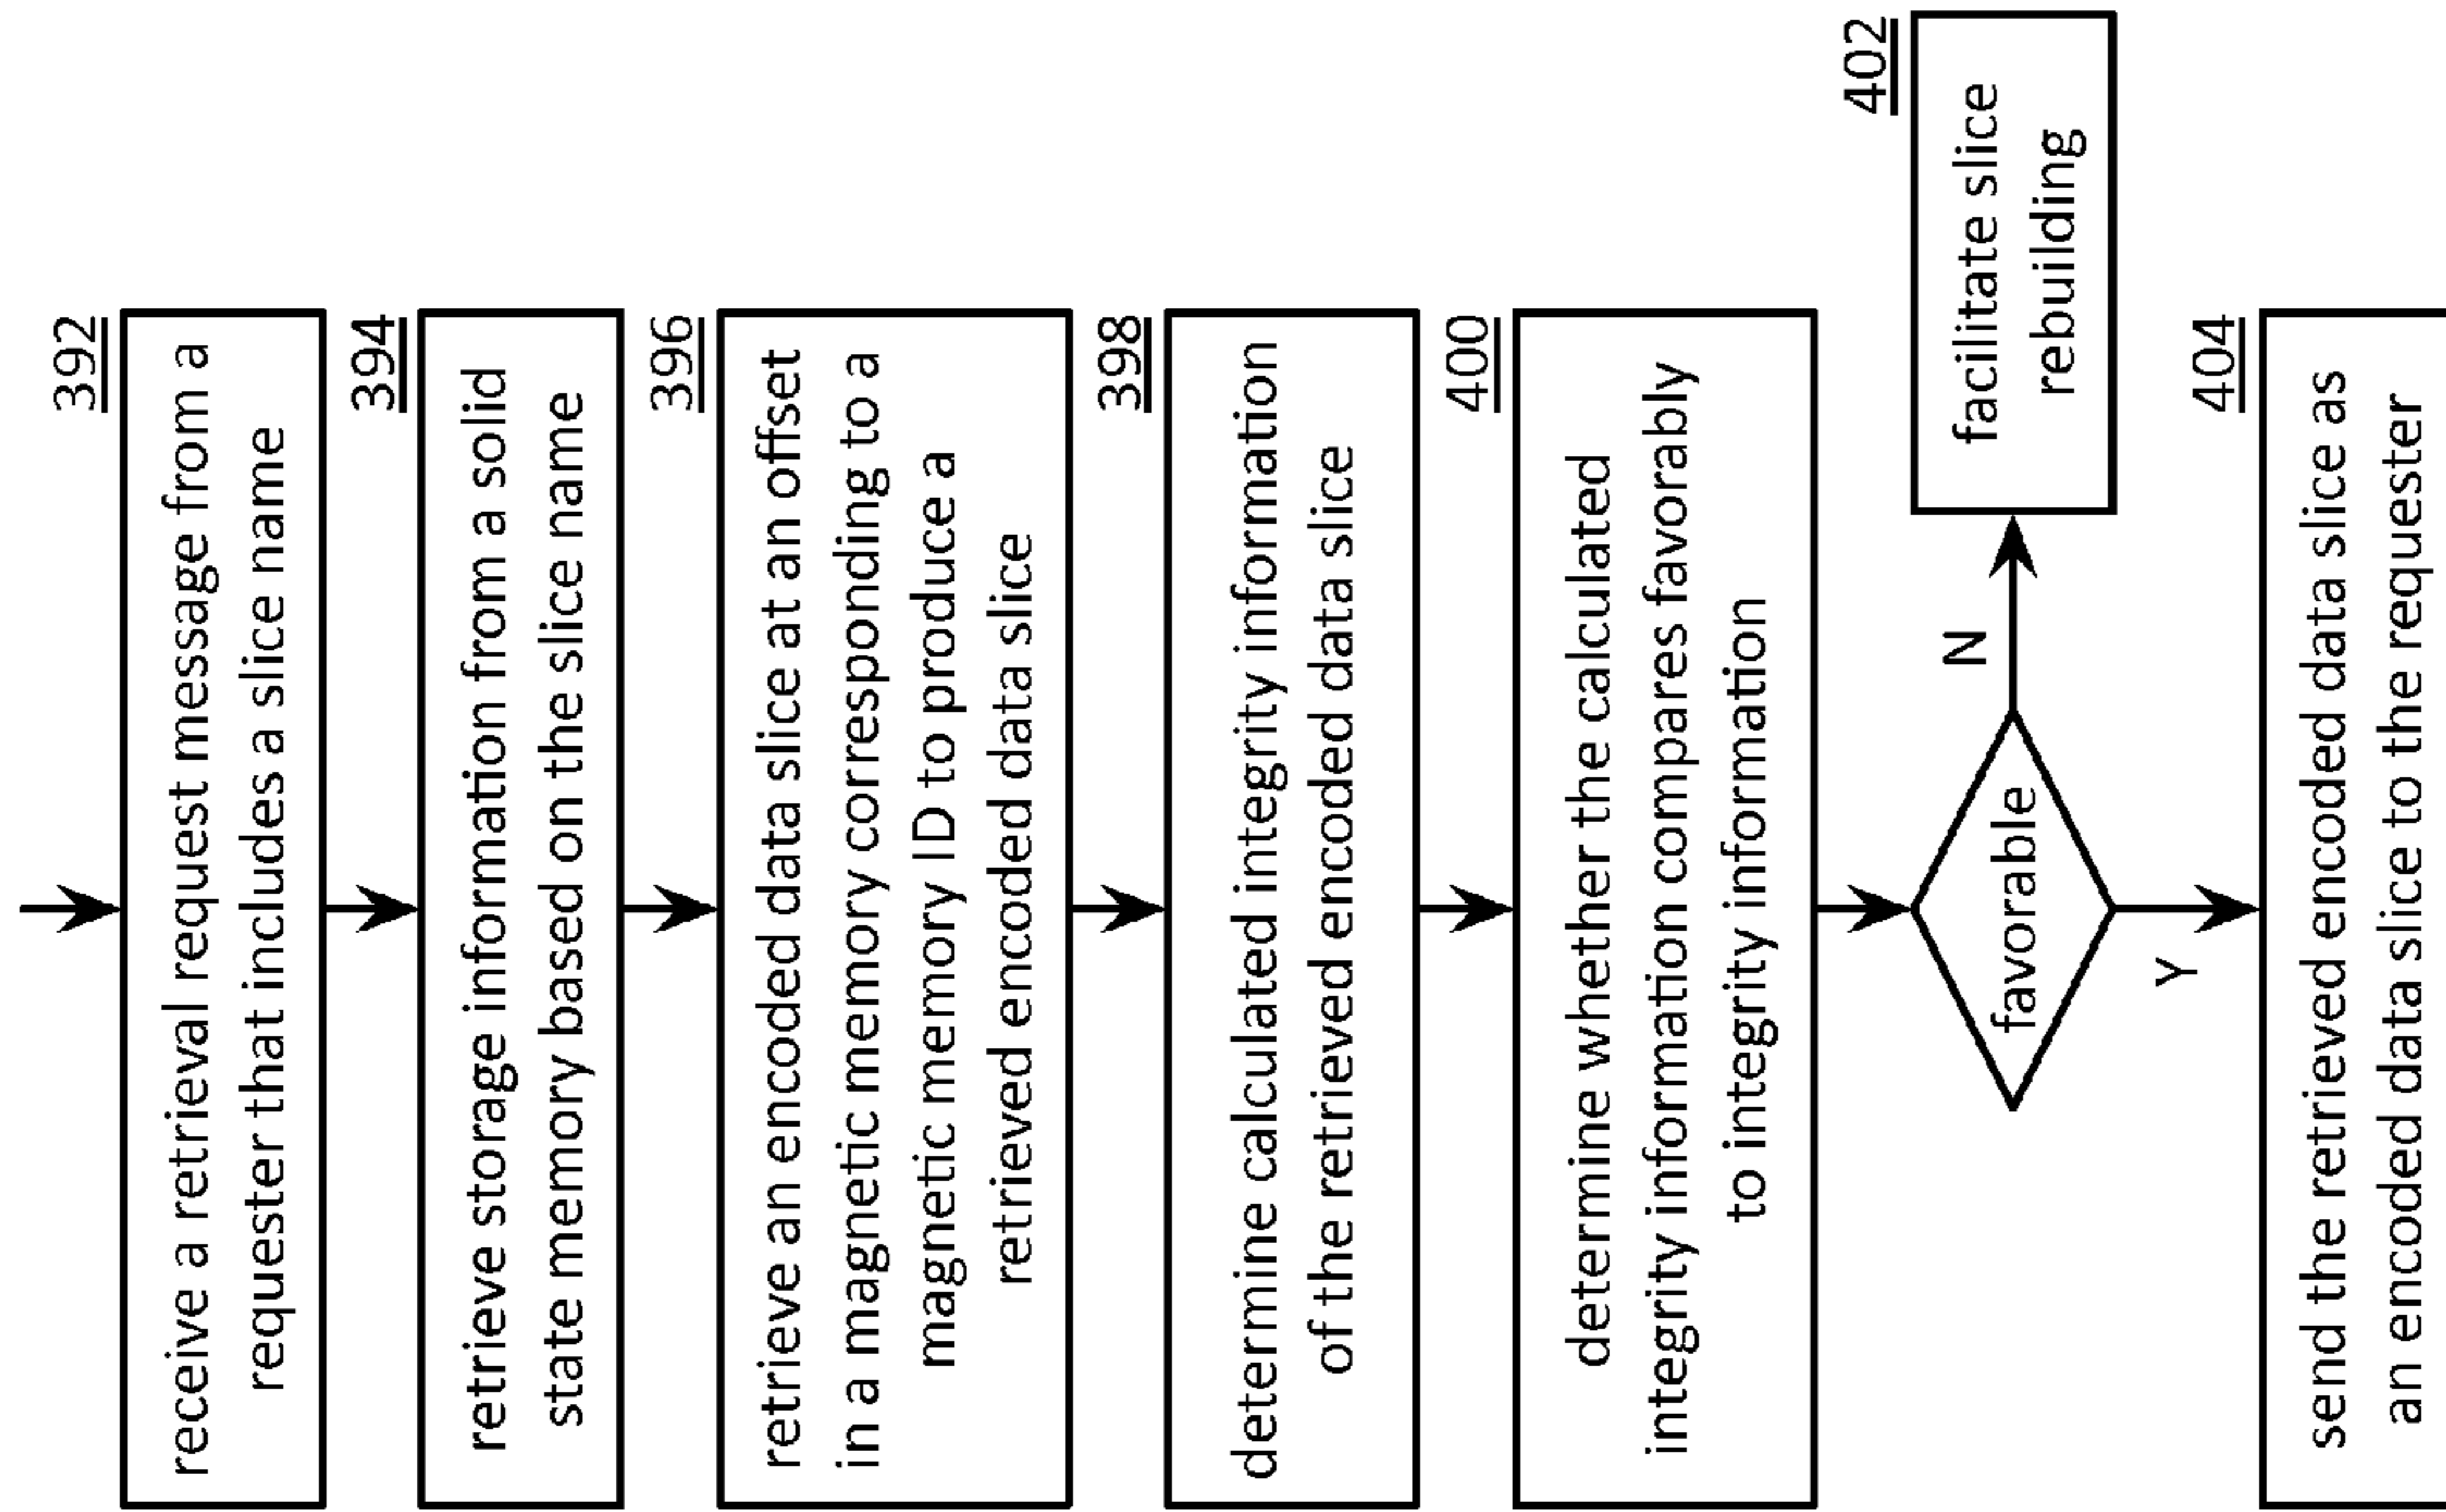 392
receive a retrieval request message from a
requester that includes a slice name
394
retrieve storage information from a solid
state memory based on the slice name
396
retrieve an encoded data slice at an offset
in a magnetic memory corresponding to a
magnetic memory ID to produce a
retrieved encoded data slice
398
determine calculated integrity information
of the retrieved encoded data slice
400
determine whether the calculated
integrity information compares favorably
to integrity information
favorable
N
402
facilitate slice
rebuilding
Y
404
send the retrieved encoded data slice as
an encoded data slice to the requester